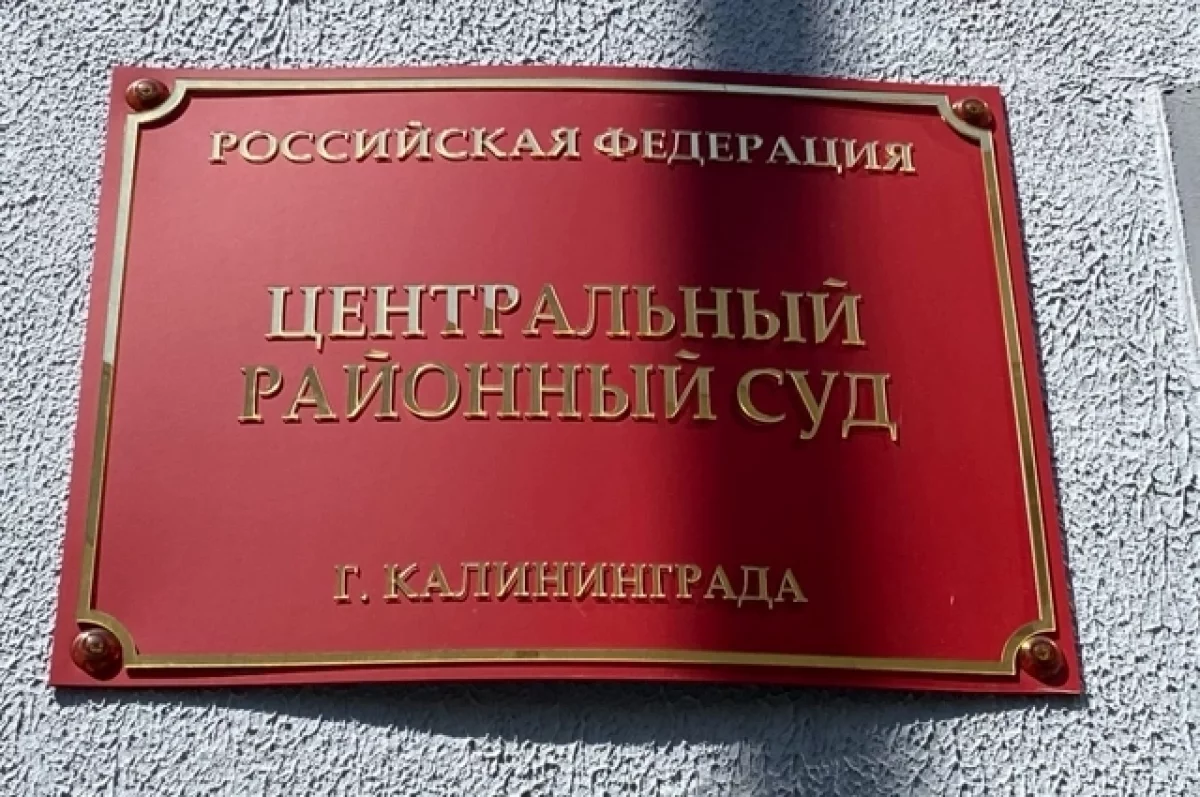 РОССИЙСКАЯ ФЕДЕРАЦИЯ
ЦЕНТРАЛЬНЫЙ
РАЙОННЫЙ СУД
Г. КАЛИНИНГРАДА